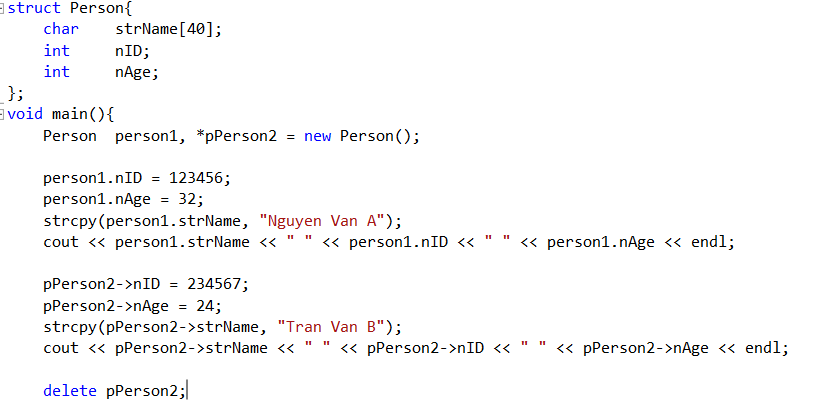 struct Person{
char strName[40];
int nID;
int nAge;
};
void main(){
Person person1, *pPerson2 = new Person();
person1.nID = 123456;
person1.nAge = 32;
strcpy(person1.strName, "Nguyen Van A");
cout << person1.strName << " " << person1.nID << " " << person1.nAge << endl;
pPerson2->nID = 234567;
pPerson2->nAge = 24;
strcpy(pPerson2->strName, "Tran Van B");
cout << pPerson2->strName << " " << pPerson2->nID << " " << pPerson2->nAge << endl;
delete pPerson2;